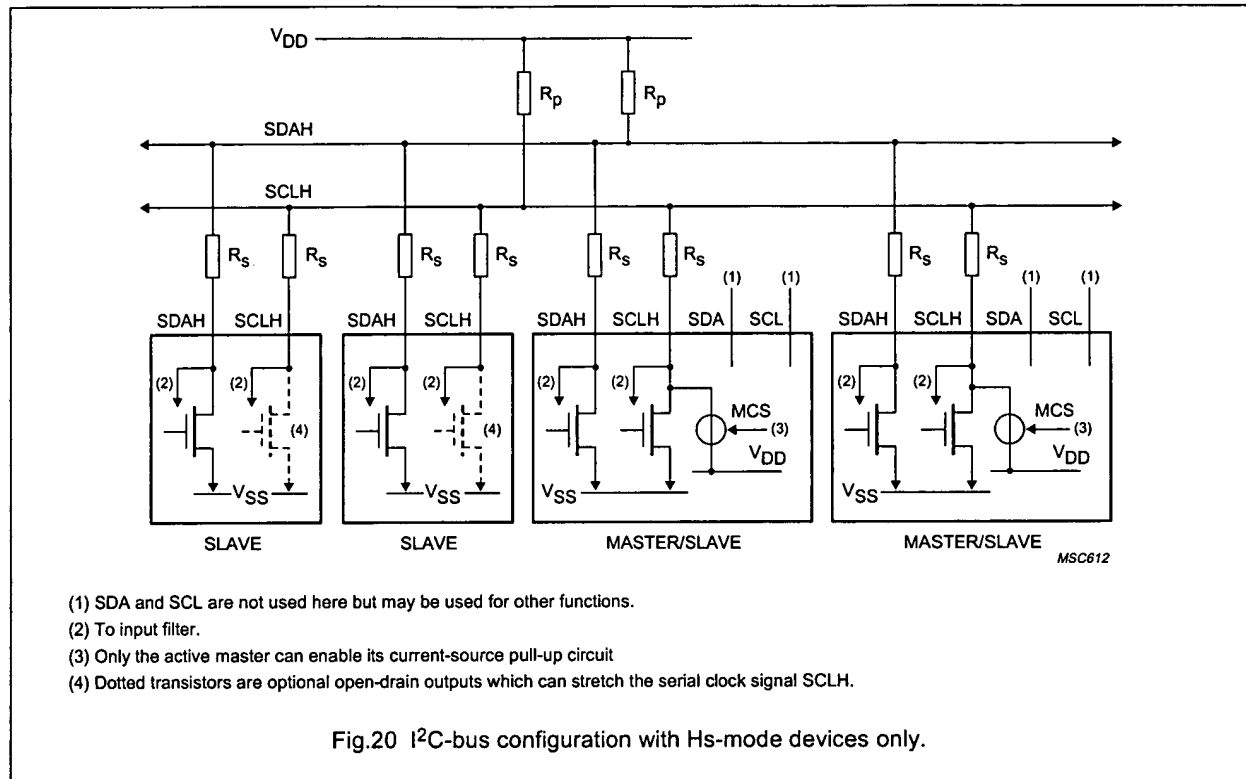 VDD
Rp Rp
SDAH
SCLH
Rs Rs Rs Rs Rs Rs Rs Rs
(1) (1) (1) (1)
SDAH SCLH SDAH SCLH SDAH SCLH SDA SCL SDAH SCLH SDA SCL
(2) (2) (2) (2) (2) (2) (2) (2)
MCS MCS
(4) (4) (3) (3)
VDD VDD
VSS VSS VSS VSS
SLAVE SLAVE MASTER/SLAVE MASTER/SLAVE
MSC612
(1) SDA and SCL are not used here but may be used for other functions.
(2) To input filter.
(3) Only the active master can enable its current-source pull-up circuit
(4) Dotted transistors are optional open-drain outputs which can stretch the serial clock signal SCLH.
Fig.20 I²C-bus configuration with Hs-mode devices only.